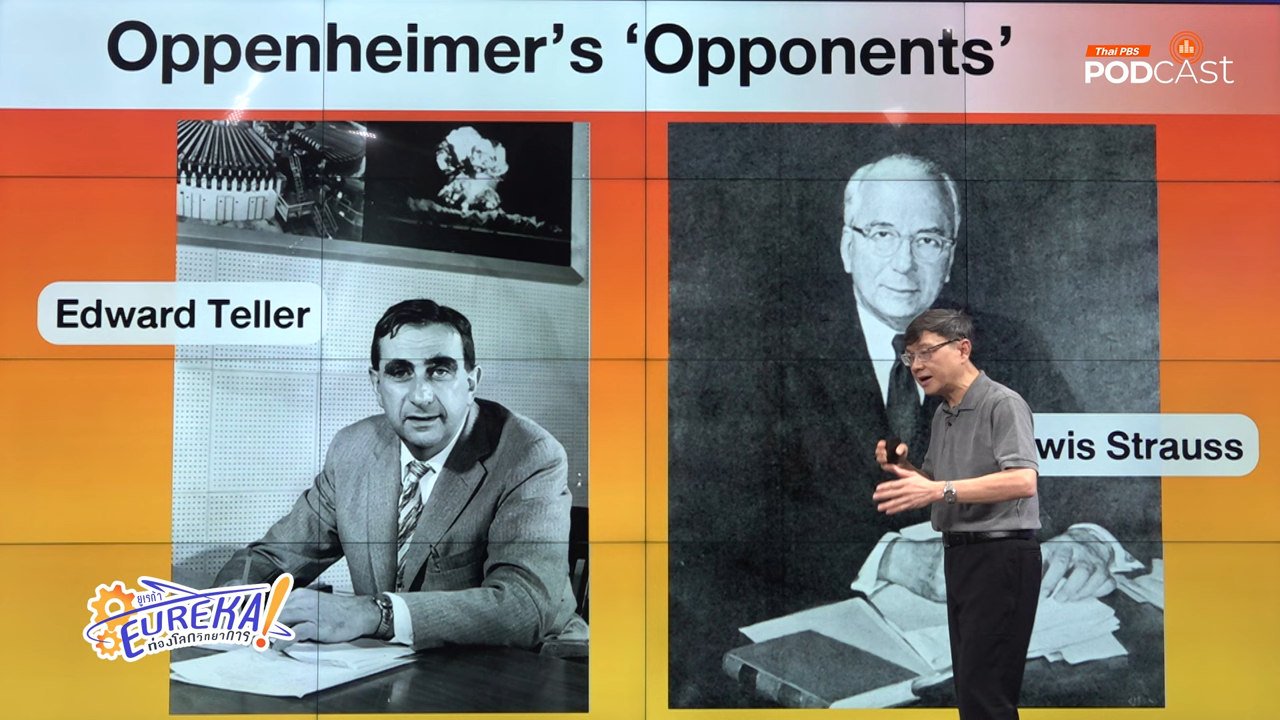 Oppenheimer's 'Opponents'
Thai PBS
PODCAST
Edward Teller
wis Strauss
ยูเรก้า
EUREKA!
ท่องโลกวิทยาการ